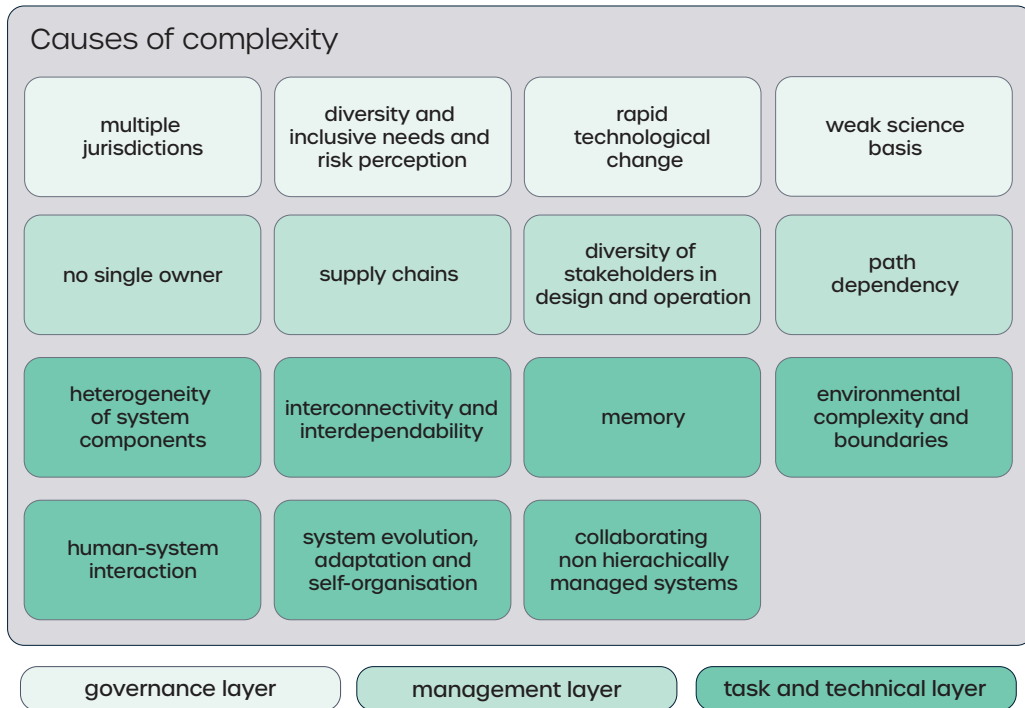 Causes of complexity
multiple
jurisdictions
diversity and
inclusive needs and
risk perception
rapid
technological
change
weak science
basis
no single owner
supply chains
diversity of
stakeholders in
design and operation
path
dependency
heterogeneity
of system
components
interconnectivity and
interdependability
memory
environmental
complexity and
boundaries
human-system
interaction
system evolution,
adaptation and
self-organisation
collaborating
non hierachically
managed systems
governance layer
management layer
task and technical layer